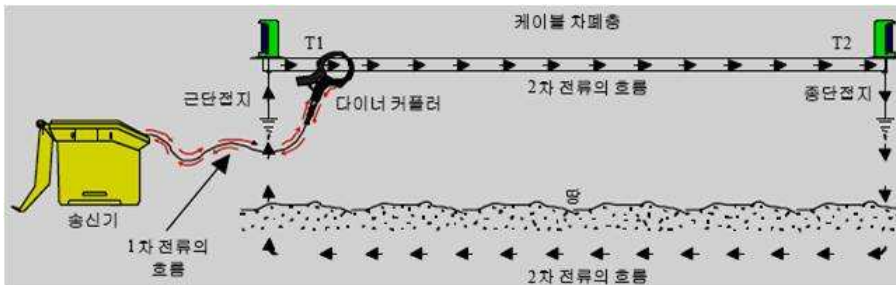 케이블 차폐층
T1
T2
2차 전류의 흐름
근단접지
다이너 커플러
종단접지
송신기
1차 전류의
흐름
2차 전류의 흐름